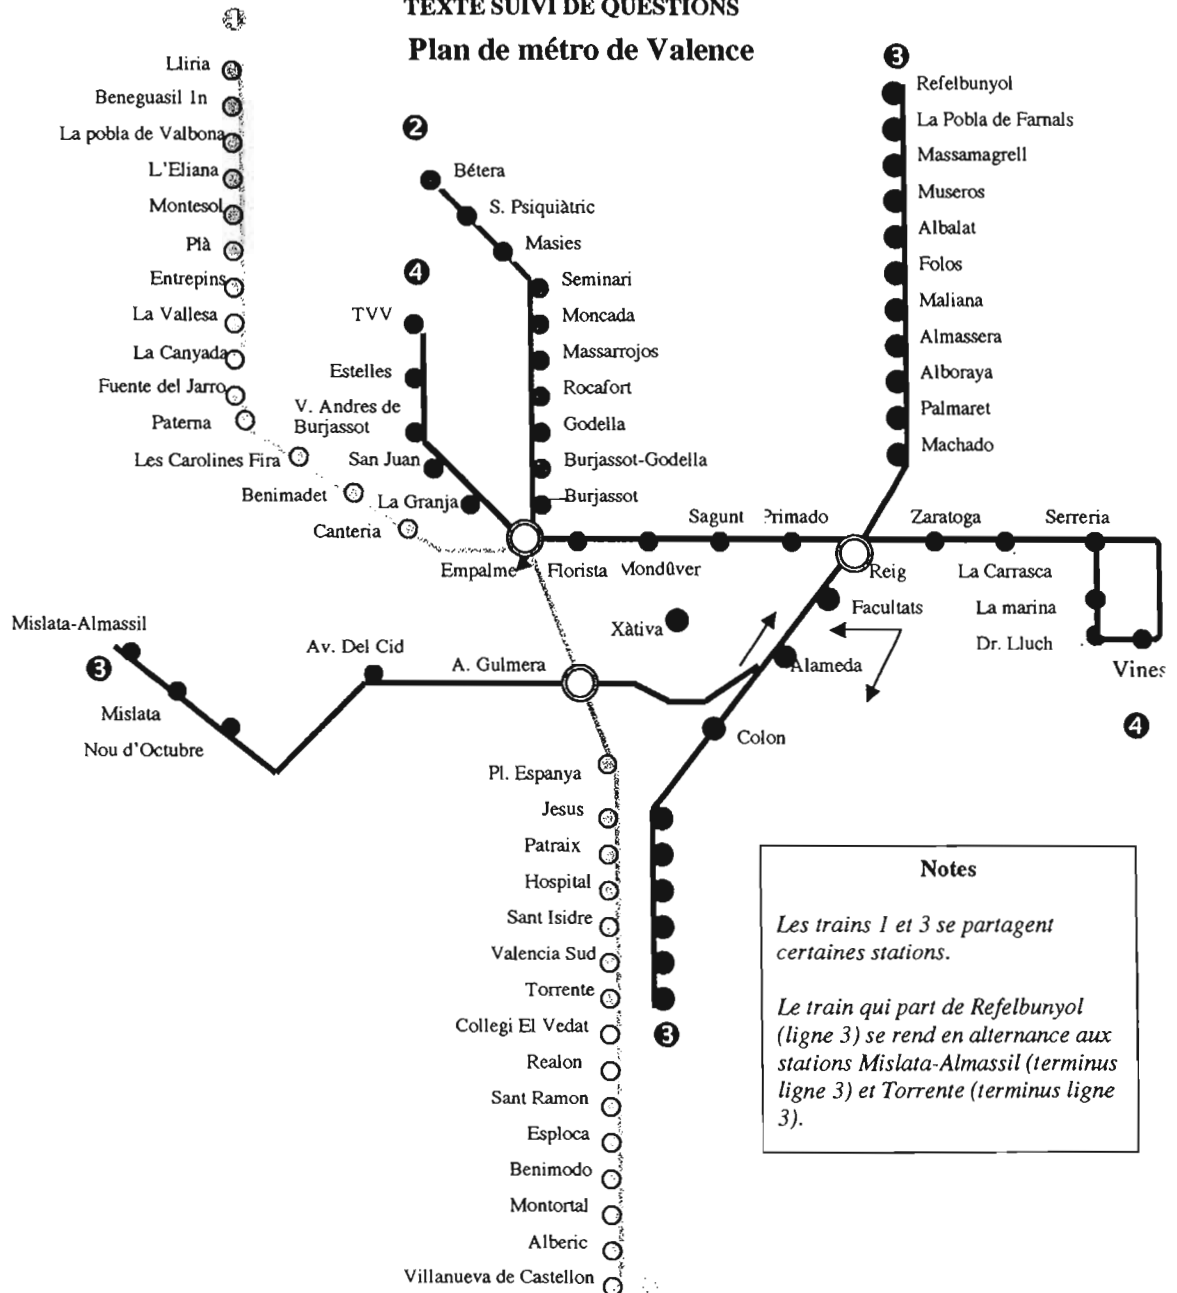 TEXTE SUIVI DE QUESTIONS
Plan de métro de Valence
1
Lliria
Beneguasil 1n
La pobla de Valbona
L'Eliana
Montesol
Plà
Entrepins
La Vallesa
La Canyada
Fuente del Jarro
Paterna
Les Carolines Fira
Benimadet
Canteria
2
Bétera
S. Psiquiàtric
Masies
Seminari
Moncada
Massarrojos
Rocafort
Godella
Burjassot-Godella
Burjassot
4
TVV
Estelles
V. Andres de
Burjassot
San Juan
La Granja
Empalme
3
Refelbunyol
La Pobla de Farnals
Massamagrell
Museros
Albalat
Folos
Maliana
Almassera
Alboraya
Palmaret
Machado
Florista
Mondûver
Sagunt
Primado
Reig
Zaratoga
La Carrasca
Serreria
La marina
Dr. Lluch
Vines
4
Facultats
Alameda
Xàtiva
Colon
Mislata-Almassil
3
Mislata
Nou d'Octubre
Av. Del Cid
A. Gulmera
Pl. Espanya
Jesus
Patraix
Hospital
Sant Isidre
Valencia Sud
Torrente
Collegi El Vedat
Realon
Sant Ramon
Esploca
Benimodo
Montortal
Alberic
Villanueva de Castellon
3
Notes
Les trains 1 et 3 se partagent
certaines stations.
Le train qui part de Refelbunyol
(ligne 3) se rend en alternance aux
stations Mislata-Almassil (terminus
ligne 3) et Torrente (terminus ligne
3).